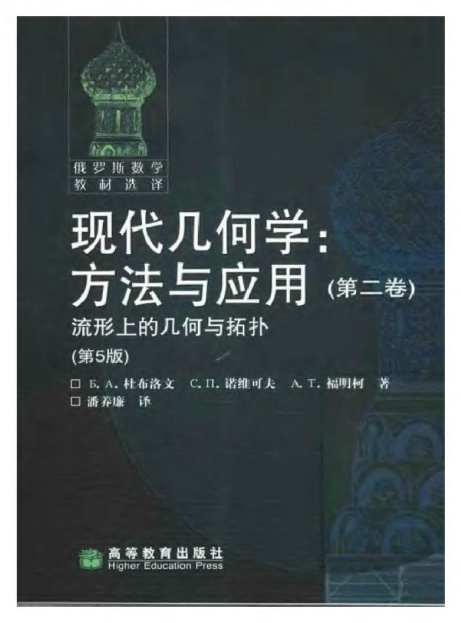 俄罗斯数学
教材选译
现代几何学:
方法与应用 (第二卷)
流形上的几何与拓扑
(第5版)
□ Б. А. 杜布洛文 С. П. 诺维可夫 А. Т. 福明柯 著
□ 潘养廉 译
高等教育出版社
Higher Education Press